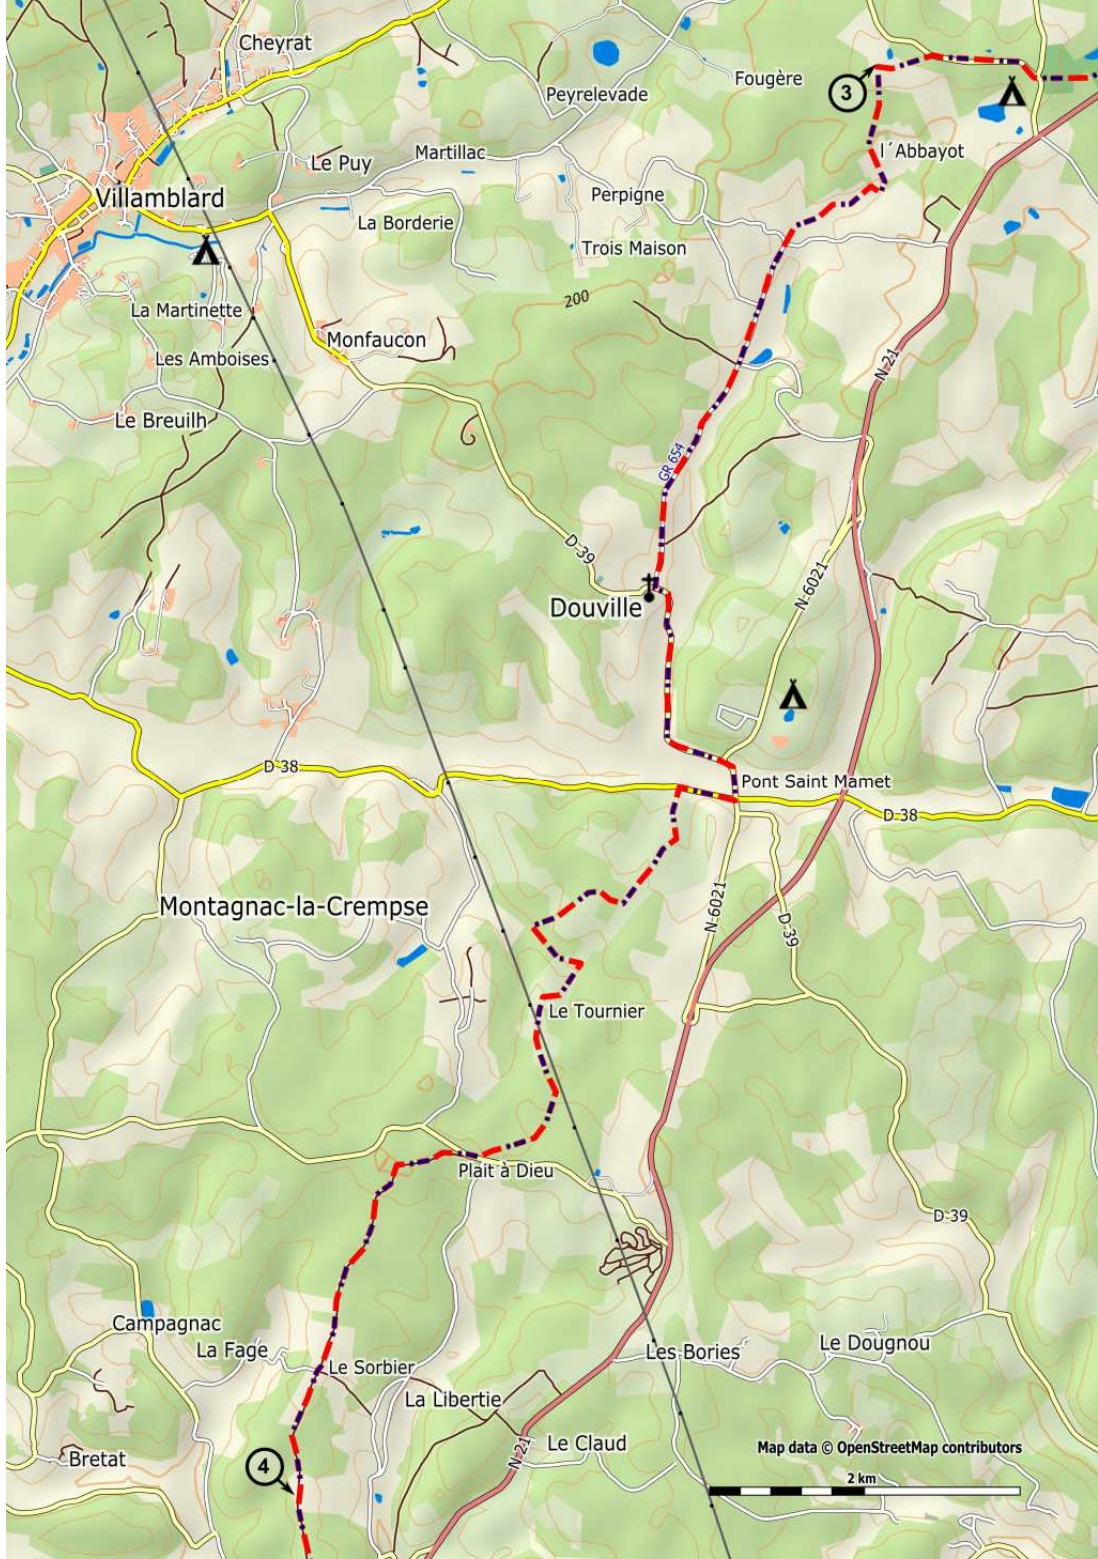 Cheyrat
Fougère
Peyrelevade
3
l´Abbayot
Martillac
Le Puy
Villamblard
Perpigne
La Borderie
Trois Maison
200
La Martinette
Monfaucon
Les Amboises
N 21
Le Breuilh
GR 654
D-39
N-6021
Douville
D 38
Pont Saint Mamet
D 38
Montagnac-la-Crempse
N-6021
D-39
Le Tournier
Plait à Dieu
D-39
Campagnac
La Fage
Le Sorbier
Les Bories
Le Dougnou
La Libertie
N 21
Le Claud
Bretat
4
Map data © OpenStreetMap contributors
2 km